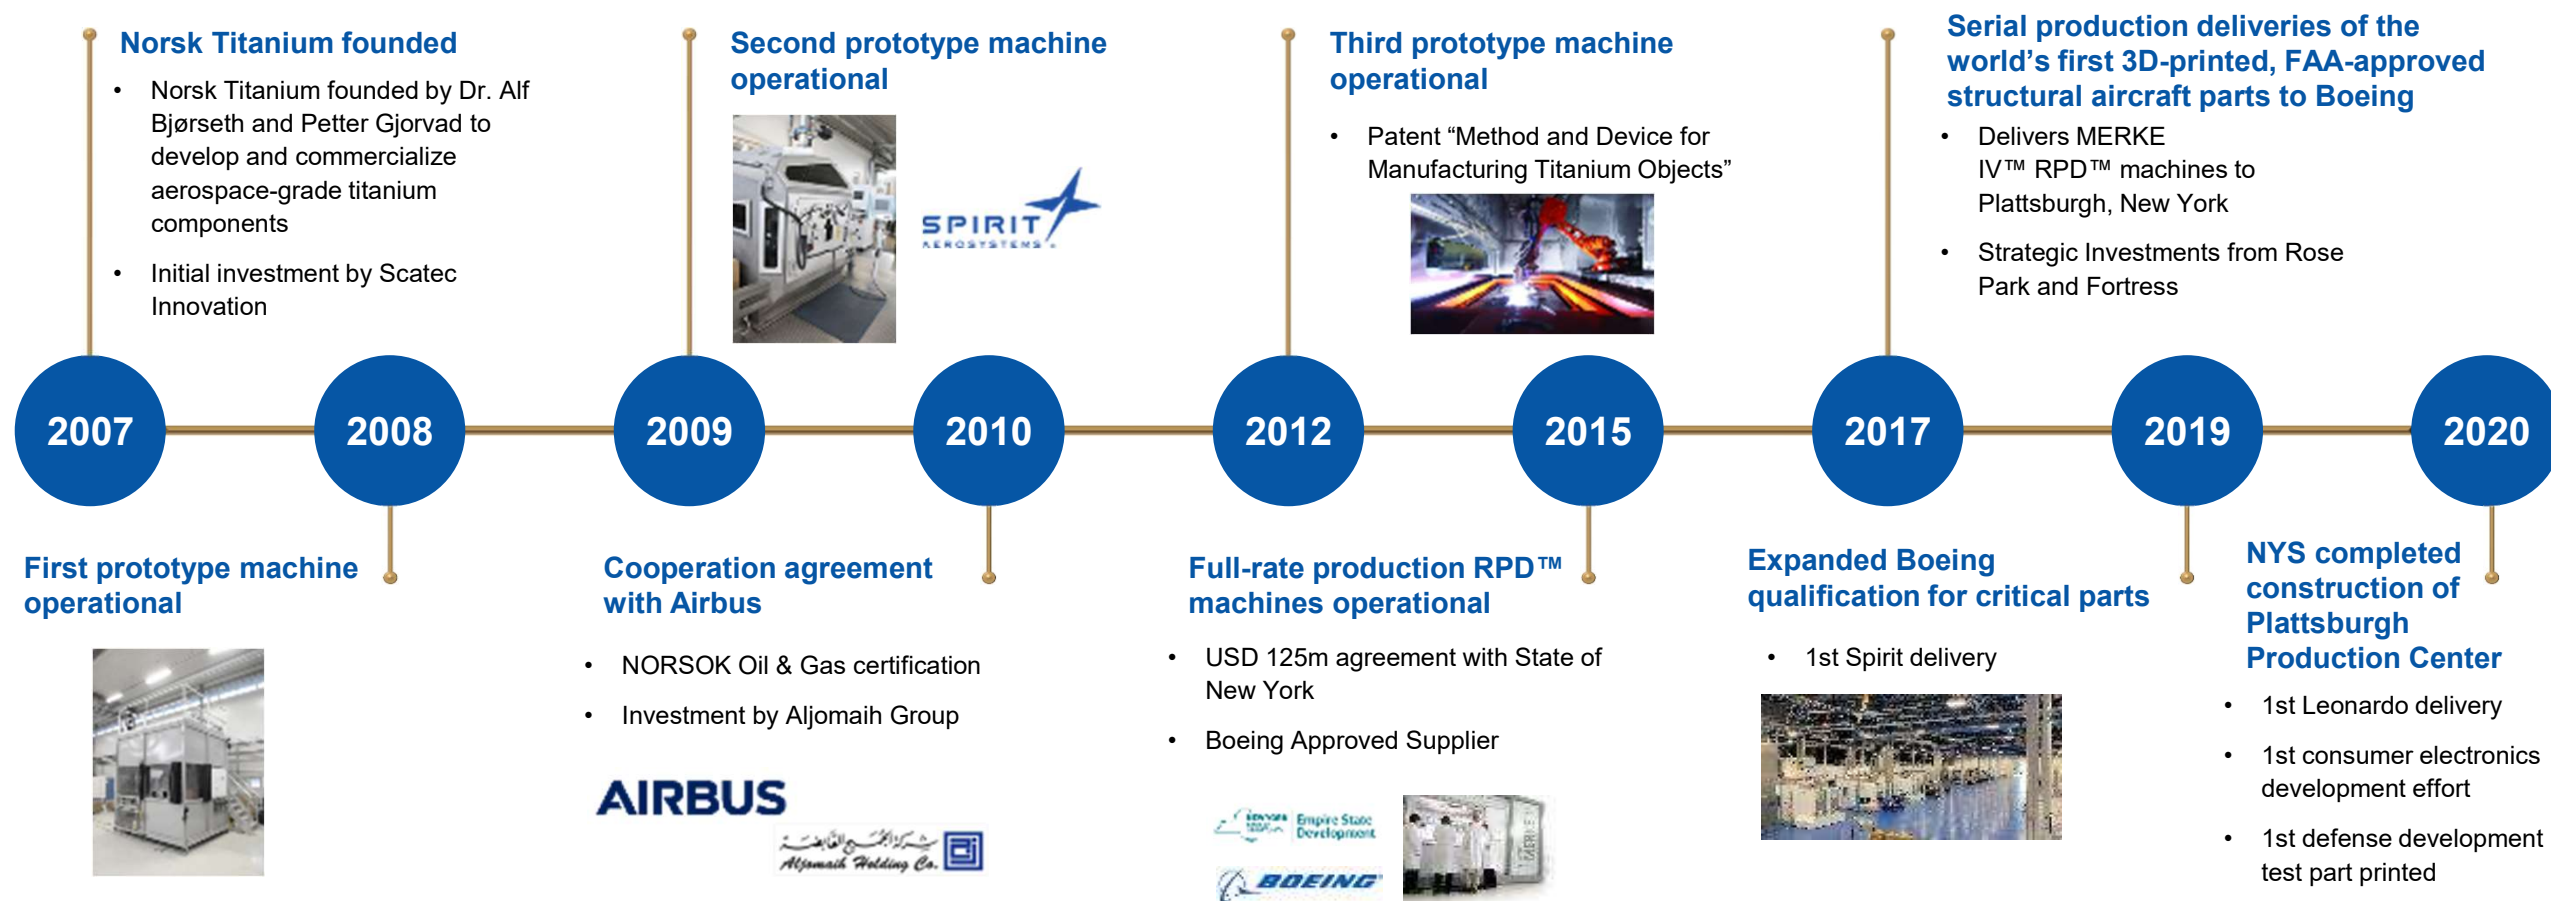 Norsk Titanium founded
• Norsk Titanium founded by Dr. Alf
Bjørseth and Petter Gjorvad to
develop and commercialize
aerospace-grade titanium
components
• Initial investment by Scatec
Innovation
Second prototype machine
operational
SPIRIT
AEROSYSTEMS
Third prototype machine
operational
• Patent “Method and Device for
Manufacturing Titanium Objects”
Serial production deliveries of the
world’s first 3D-printed, FAA-approved
structural aircraft parts to Boeing
• Delivers MERKE
IV™ RPD™ machines to
Plattsburgh, New York
• Strategic Investments from Rose
Park and Fortress
2007
2008
2009
2010
2012
2015
2017
2019
2020
First prototype machine
operational
Cooperation agreement
with Airbus
• NORSOK Oil & Gas certification
• Investment by Aljomaih Group
AIRBUS
Aljomaih Holding Co.
Full-rate production RPD™
machines operational
• USD 125m agreement with State of
New York
• Boeing Approved Supplier
Empire State
Development
BOEING
MERKE
Expanded Boeing
qualification for critical parts
• 1st Spirit delivery
NYS completed
construction of
Plattsburgh
Production Center
• 1st Leonardo delivery
• 1st consumer electronics
development effort
• 1st defense development
test part printed